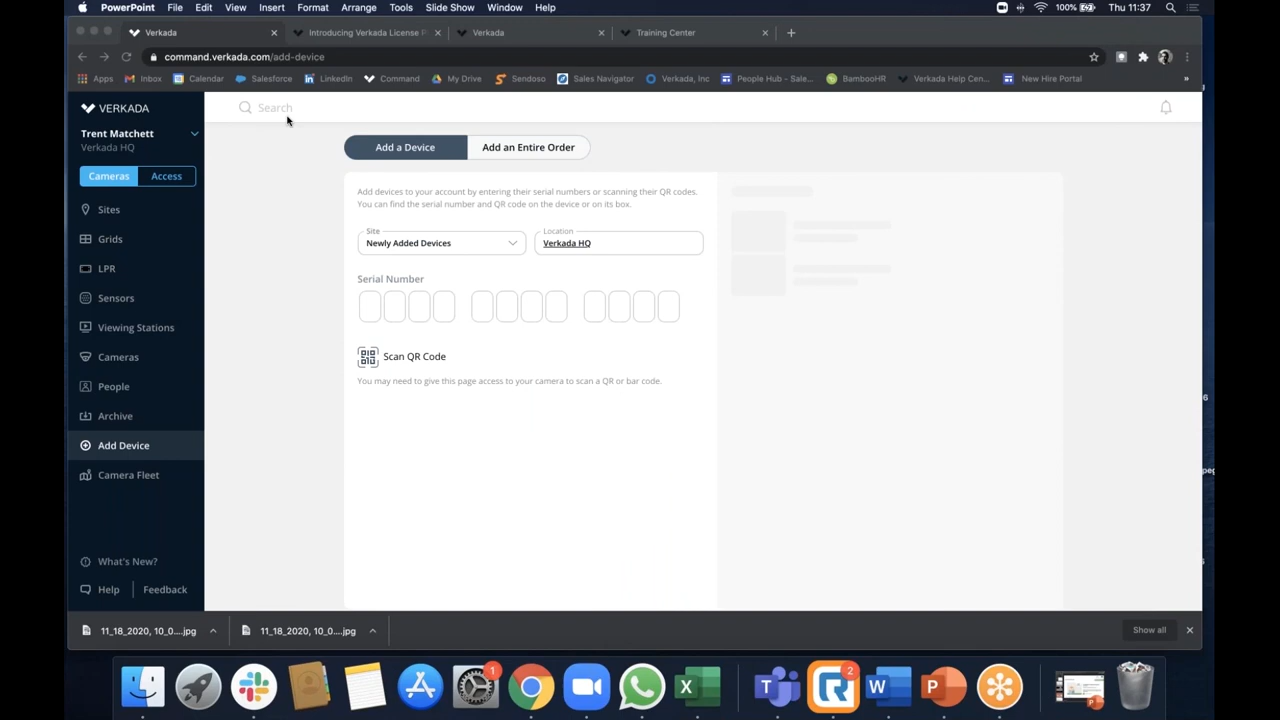 PowerPoint File Edit View Insert Format Arrange Tools Slide Show Window Help 100% Thu 11:37
Verkada Introducing Verkada License P Verkada Training Center
command.verkada.com/add-device
Apps Inbox Calendar Salesforce LinkedIn Command My Drive Sendoso Sales Navigator Verkada, Inc People Hub - Sale... BambooHR Verkada Help Cen... New Hire Portal »
VERKADA
Search
Trent Matchett
Verkada HQ
Cameras Access
Sites
Grids
LPR
Sensors
Viewing Stations
Cameras
People
Archive
Add Device
Camera Fleet
What's New?
Help Feedback
Add a Device Add an Entire Order
Add devices to your account by entering their serial numbers or scanning their QR codes.
You can find the serial number and QR code on the device or on its box.
Site
Newly Added Devices
Location
Verkada HQ
Serial Number
Scan QR Code
You may need to give this page access to your camera to scan a QR or bar code.
11_18_2020, 10_0....jpg 11_18_2020, 10_0....jpg Show all
1
2